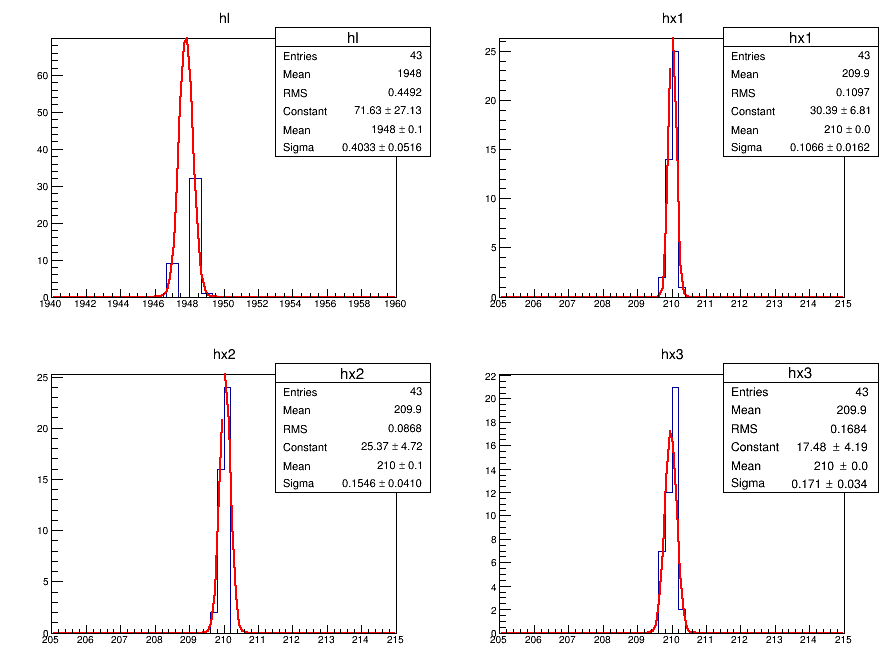 hl
hl
Entries 43
Mean 1948
RMS 0.4492
Constant 71.63 ± 27.13
Mean 1948 ± 0.1
Sigma 0.4033 ± 0.0516
60
50
40
30
20
10
0
1940 1942 1944 1946 1948 1950 1952 1954 1956 1958 1960
hx1
hx1
Entries 43
Mean 209.9
RMS 0.1097
Constant 30.39 ± 6.81
Mean 210 ± 0.0
Sigma 0.1066 ± 0.0162
25
20
15
10
5
0
205 206 207 208 209 210 211 212 213 214 215
hx2
hx2
Entries 43
Mean 209.9
RMS 0.0868
Constant 25.37 ± 4.72
Mean 210 ± 0.1
Sigma 0.1546 ± 0.0410
25
20
15
10
5
0
205 206 207 208 209 210 211 212 213 214 215
hx3
hx3
Entries 43
Mean 209.9
RMS 0.1684
Constant 17.48 ± 4.19
Mean 210 ± 0.0
Sigma 0.171 ± 0.034
22
20
18
16
14
12
10
8
6
4
2
0
205 206 207 208 209 210 211 212 213 214 215